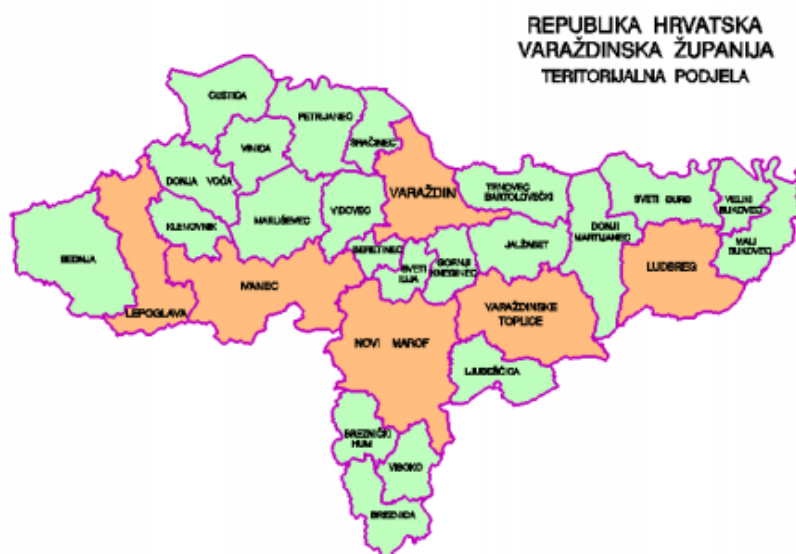 REPUBLIKA HRVATSKA
VARAŽDINSKA ŽUPANIJA
TERITORIJALNA PODJELA
CESTICA
PETRIJANEC
SRAČINEC
VINICA
DONJA VOĆA
VARAŽDIN
TRNOVEC
BARTOLOVEČKI
SVETI ĐURĐ
VELIKI
BUKOVEC
KLENOVNIK
MARUŠEVEC
VIDOVEC
DONJI
MARTIJANEC
MALI
BUKOVEC
BEDNJA
BERETINEC
SVETI
ILIJA
GORNJI
KNEGINEC
JALŽABET
LUDBREG
IVANEC
LEPOGLAVA
VARAŽDINSKE
TOPLICE
NOVI MAROF
LJUBEŠĆICA
BREZNIČKI
HUM
VISOKO
BREZNICA